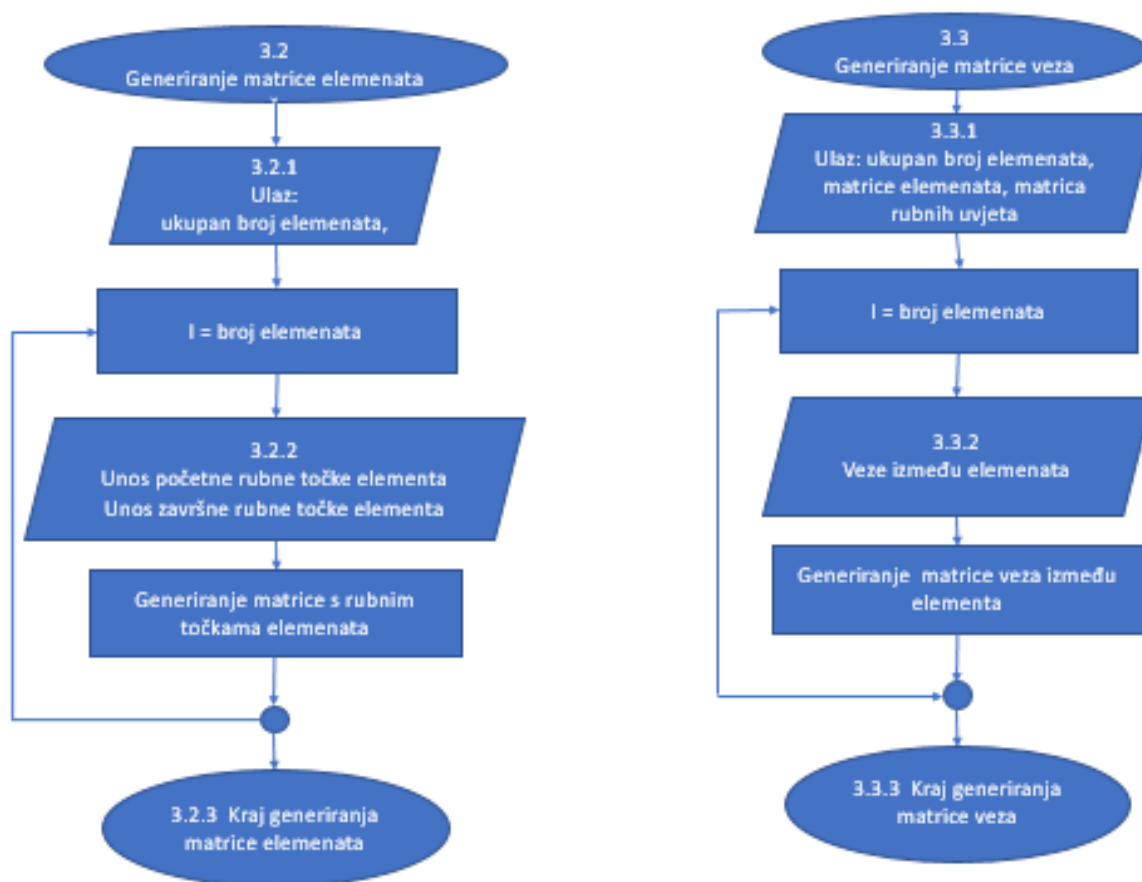 3.2
Generiranje matrice elemenata
3.2.1
Ulaz:
ukupan broj elemenata,
I = broj elemenata
3.2.2
Unos početne rubne točke elementa
Unos završne rubne točke elementa
Generiranje matrice s rubnim
točkama elemenata
3.2.3 Kraj generiranja
matrice elemenata
3.3
Generiranje matrice veza
3.3.1
Ulaz: ukupan broj elemenata,
matrice elemenata, matrica
rubnih uvjeta
I = broj elemenata
3.3.2
Veze između elemenata
Generiranje matrice veza između
elementa
3.3.3 Kraj generiranja
matrice veza